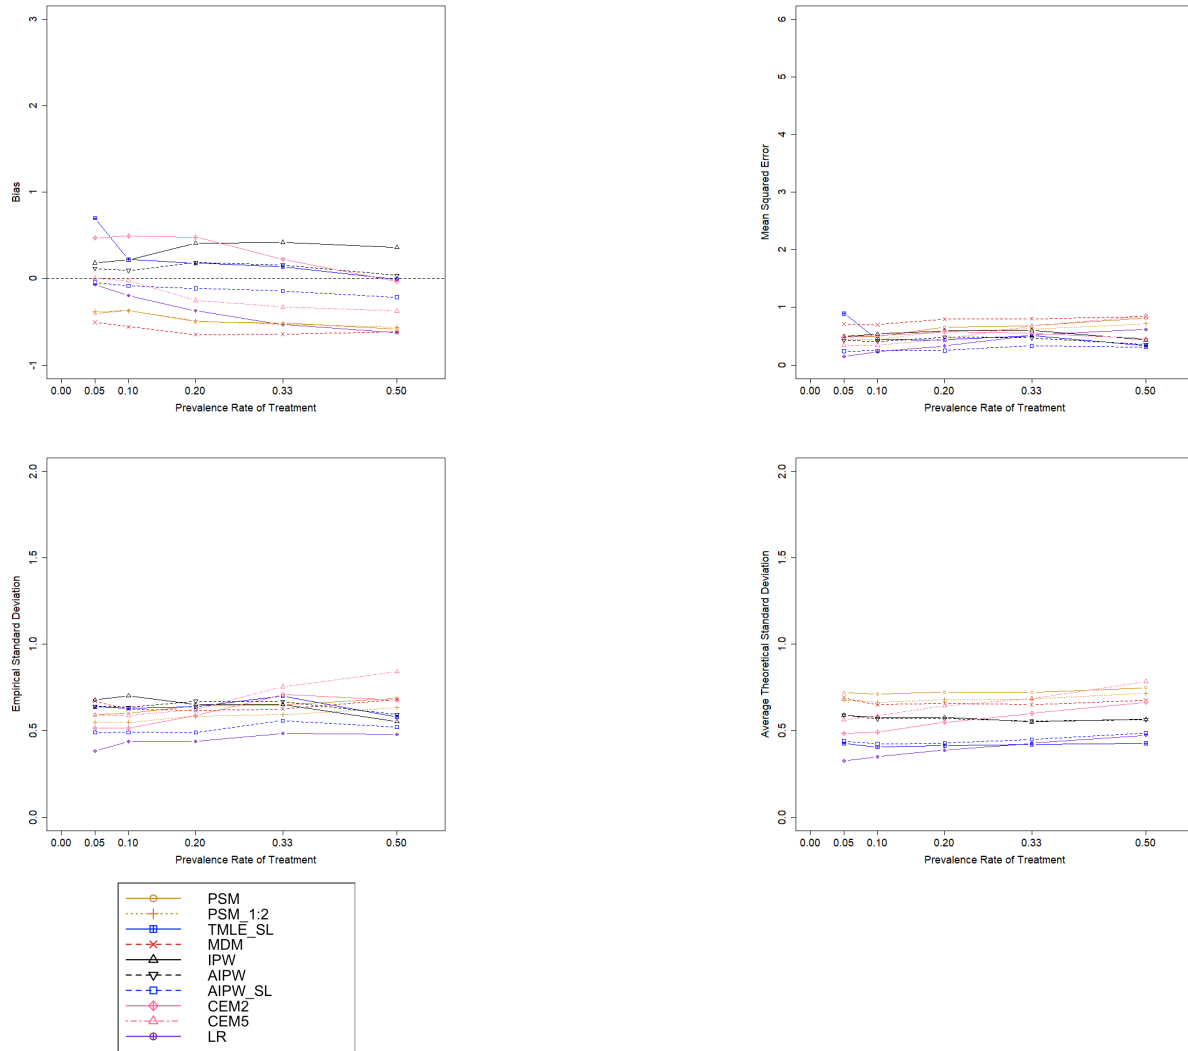 3
2
1
0
-1
Bias
0.00 0.05 0.10 0.20 0.33 0.50
Prevalence Rate of Treatment
6
5
4
3
2
1
0
Mean Squared Error
0.00 0.05 0.10 0.20 0.33 0.50
Prevalence Rate of Treatment
2.0
1.5
1.0
0.5
0.0
Empirical Standard Deviation
0.00 0.05 0.10 0.20 0.33 0.50
Prevalence Rate of Treatment
2.0
1.5
1.0
0.5
0.0
Average Theoretical Standard Deviation
0.00 0.05 0.10 0.20 0.33 0.50
Prevalence Rate of Treatment
PSM
PSM_1:2
TMLE_SL
MDM
IPW
AIPW
AIPW_SL
CEM2
CEM5
LR